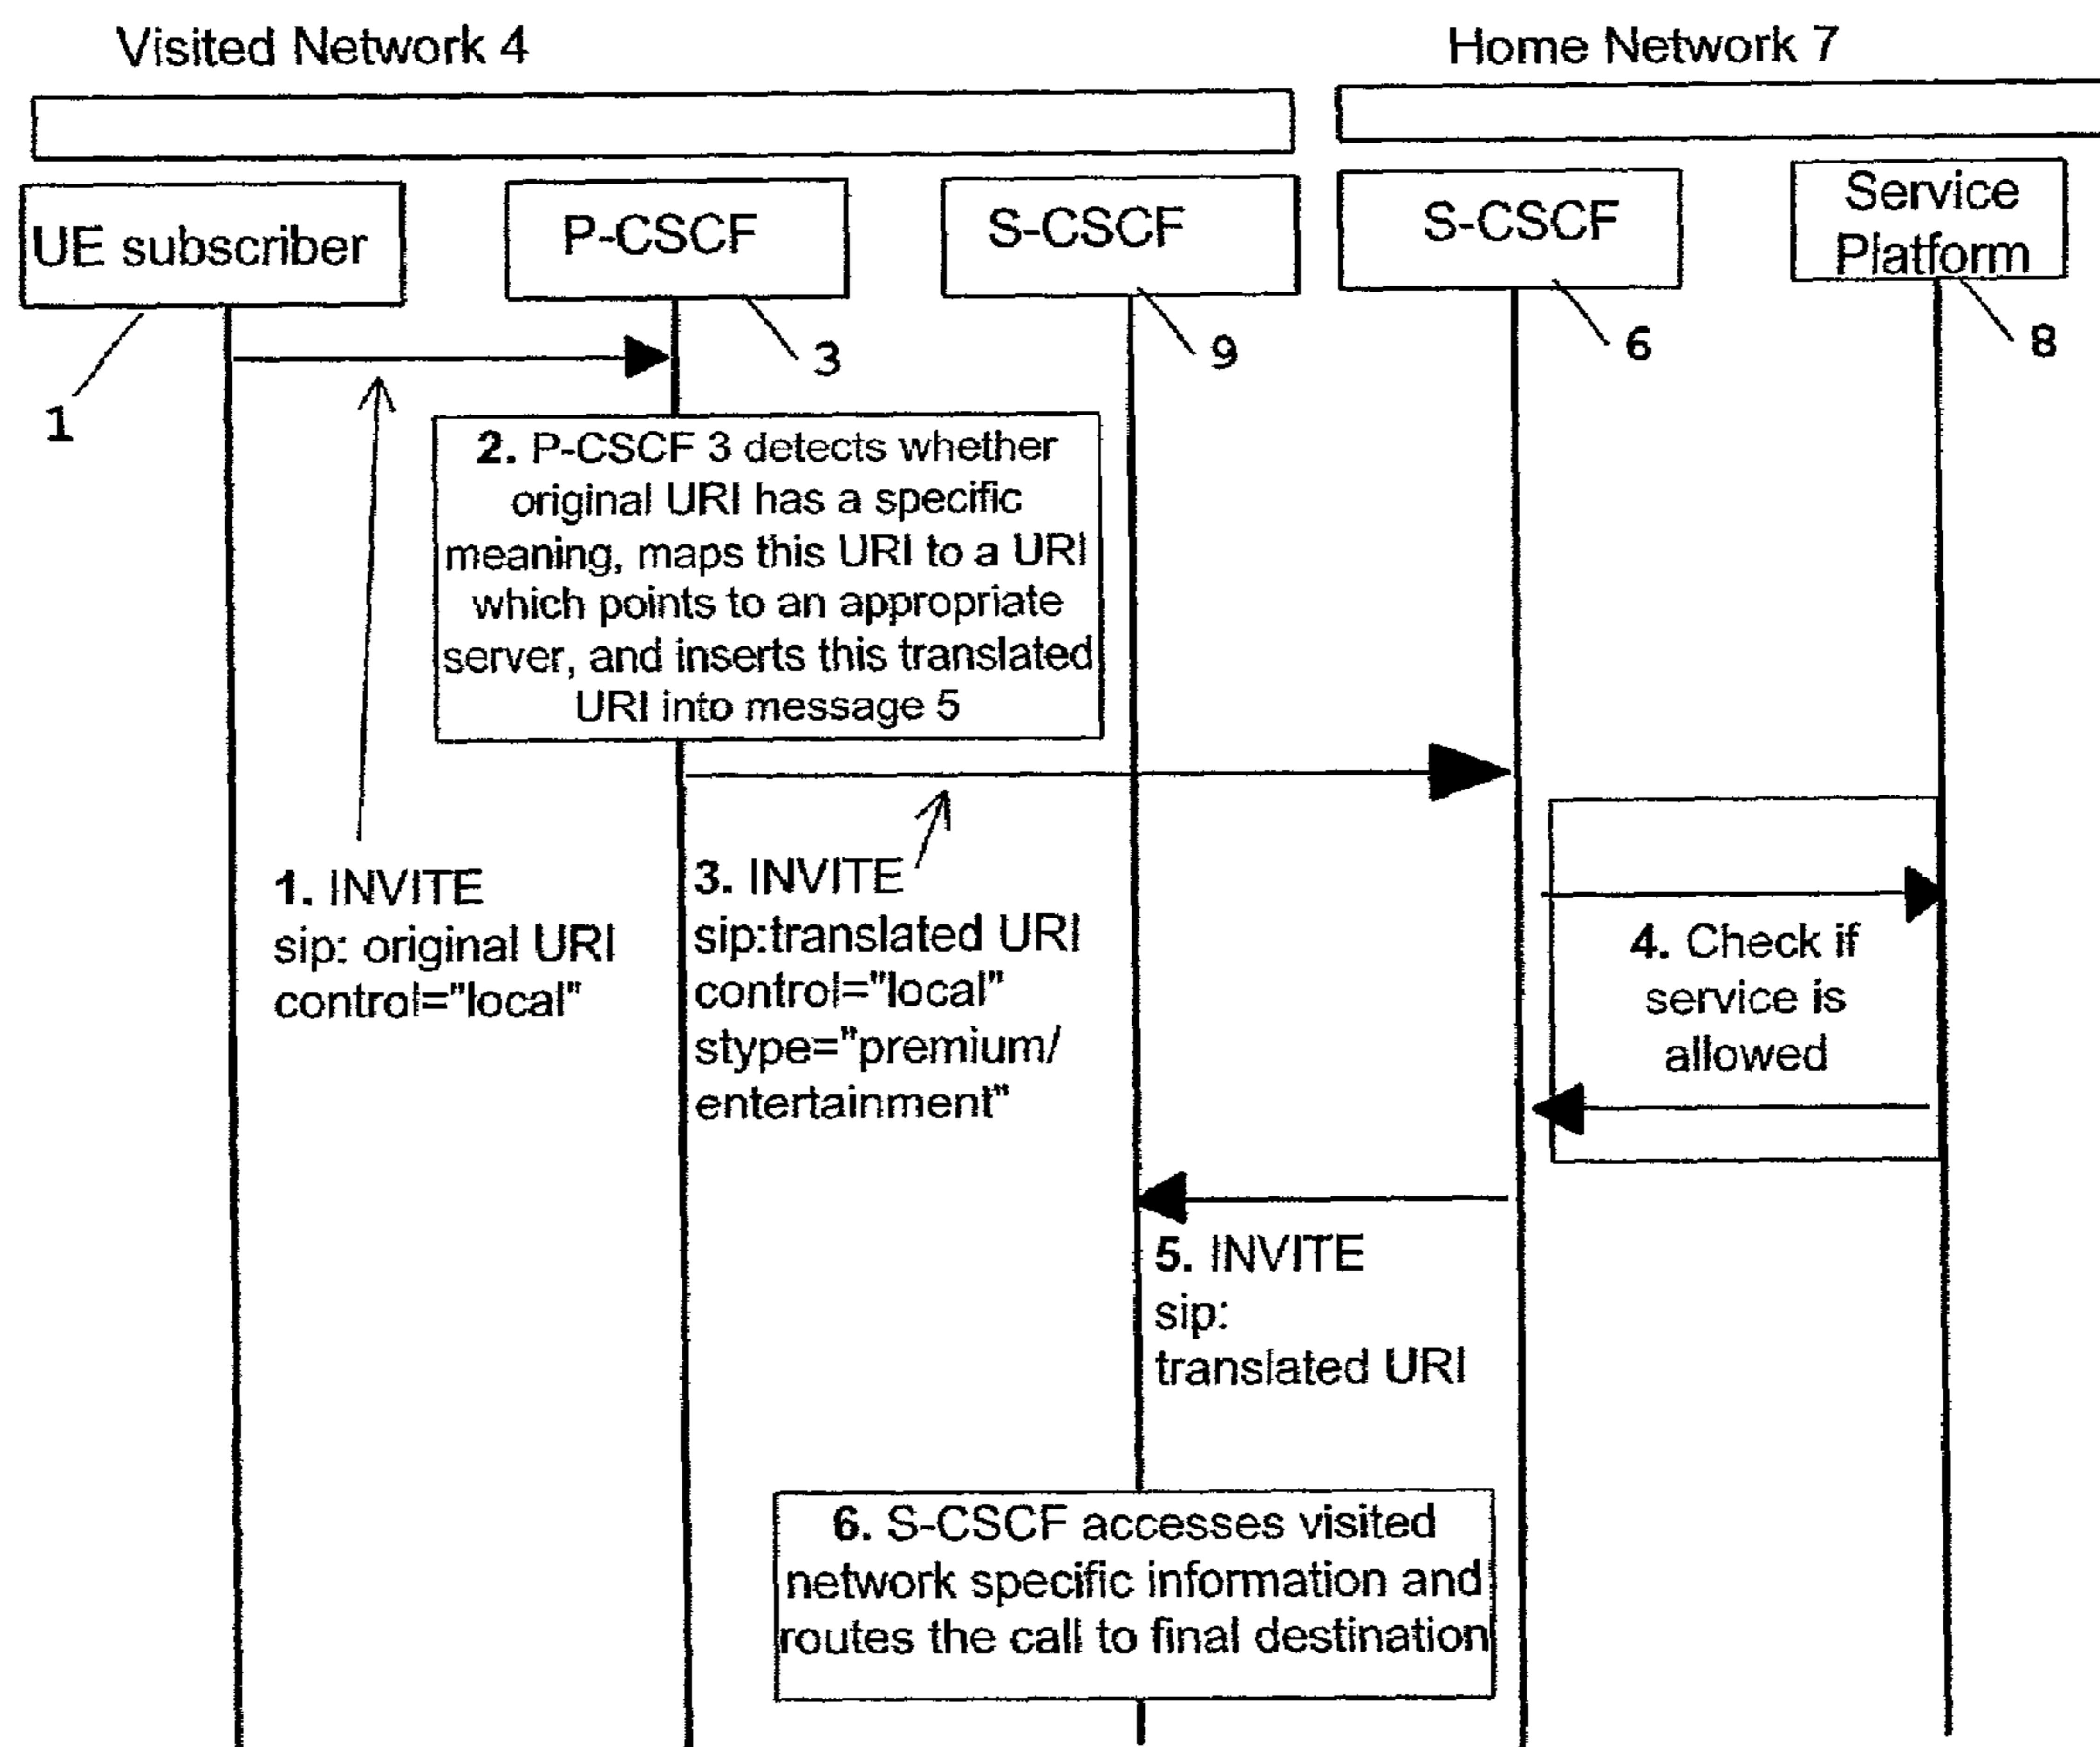 Visited Network 4
Home Network 7
UE subscriber
P-CSCF
S-CSCF
S-CSCF
Service
Platform
1
3
9
6
8
2. P-CSCF 3 detects whether
original URI has a specific
meaning, maps this URI to a URI
which points to an appropriate
server, and inserts this translated
URI into message 5
1. INVITE
sip: original URI
control="local"
3. INVITE
sip:translated URI
control="local"
stype="premium/
entertainment"
4. Check if
service is
allowed
5. INVITE
sip:
translated URI
6. S-CSCF accesses visited
network specific information and
routes the call to final destination